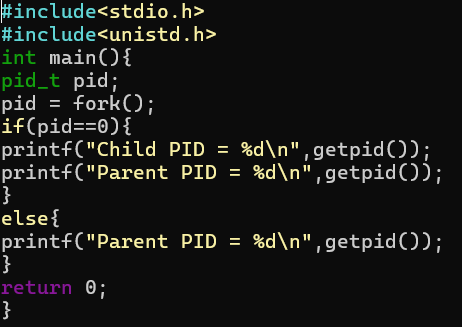 #include<stdio.h>
#include<unistd.h>
int main(){
pid_t pid;
pid = fork();
if(pid==0){
printf("Child PID = %d\n",getpid());
printf("Parent PID = %d\n",getpid());
}
else{
printf("Parent PID = %d\n",getpid());
}
return 0;
}